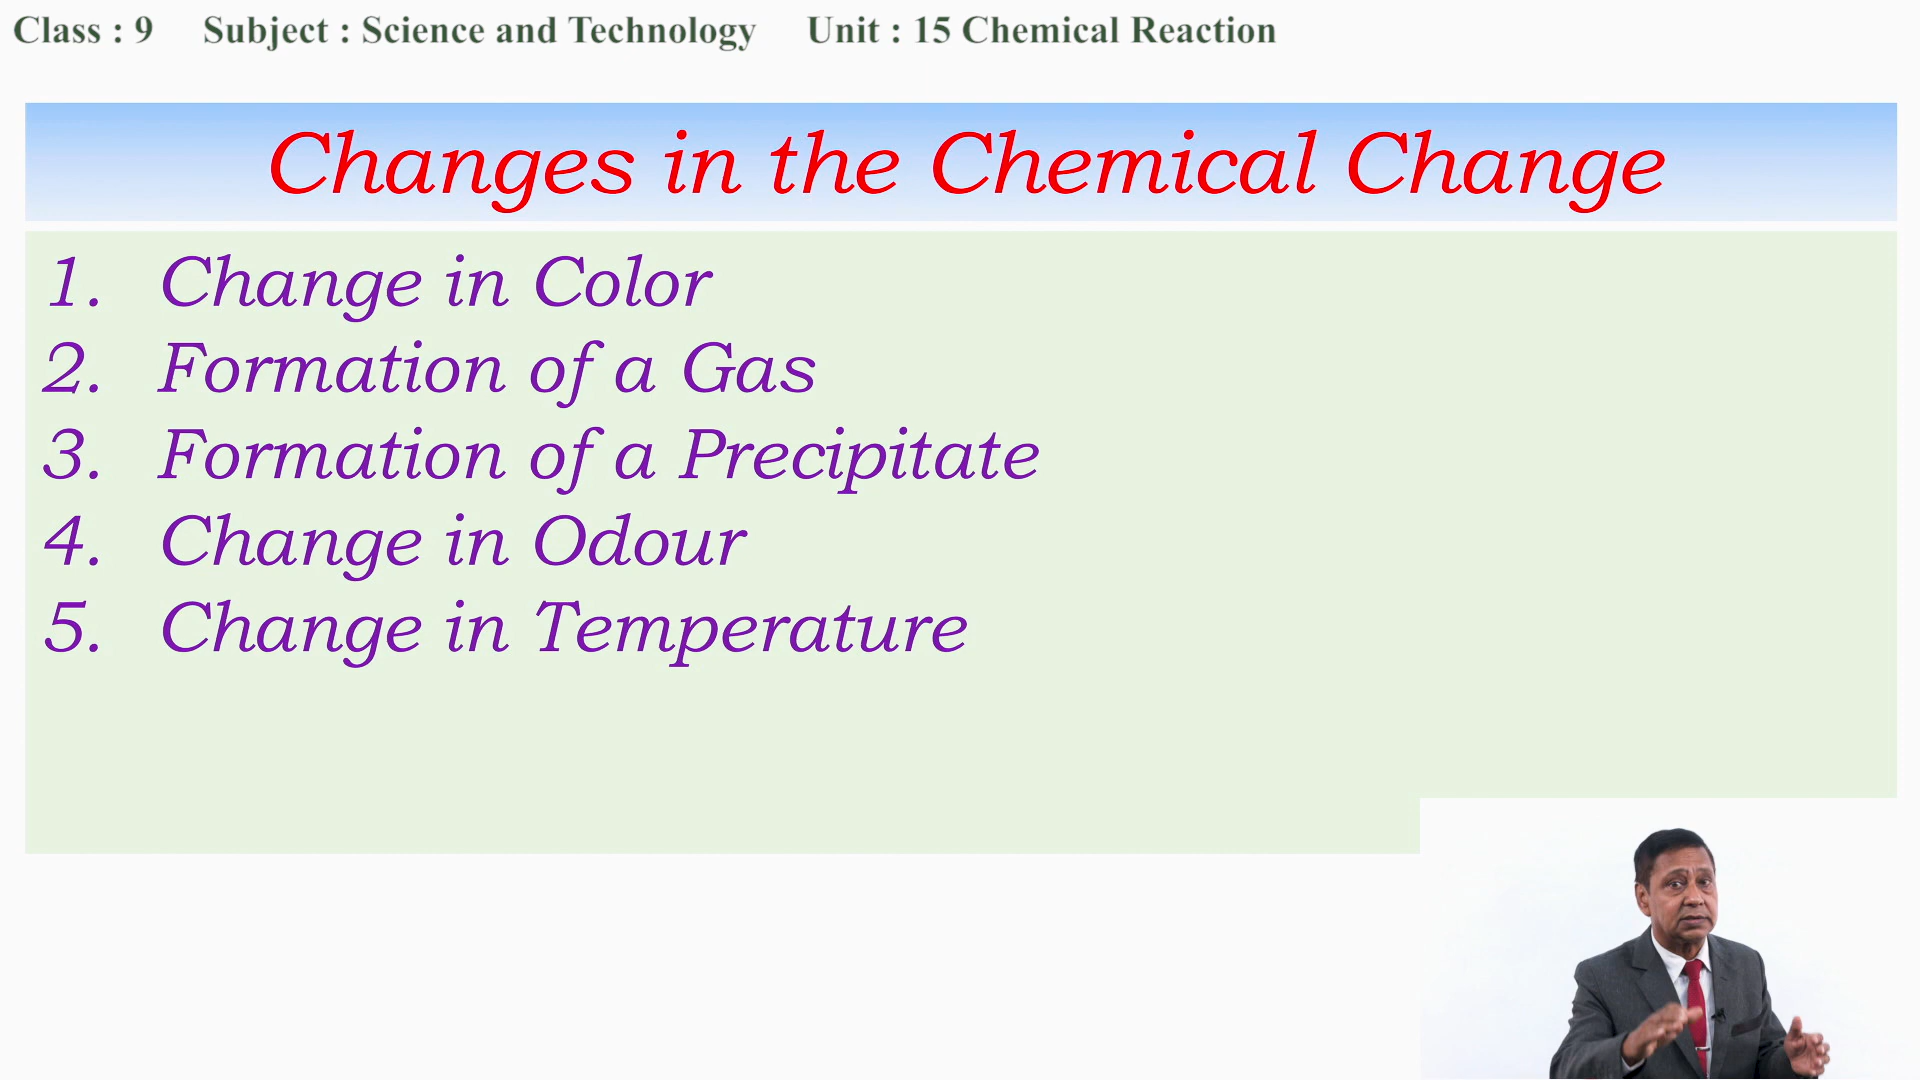 Class : 9 Subject : Science and Technology Unit : 15 Chemical Reaction
Changes in the Chemical Change
1. Change in Color
2. Formation of a Gas
3. Formation of a Precipitate
4. Change in Odour
5. Change in Temperature